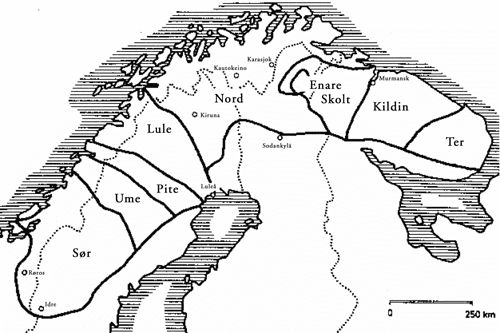 Karasjok
Kautokeino
Enare
Skolt
Murmansk
Nord
Kildin
Kiruna
Lule
Ter
Sodankylä
Pite
Luleå
Ume
Sør
Røros
Idre
0
250 km